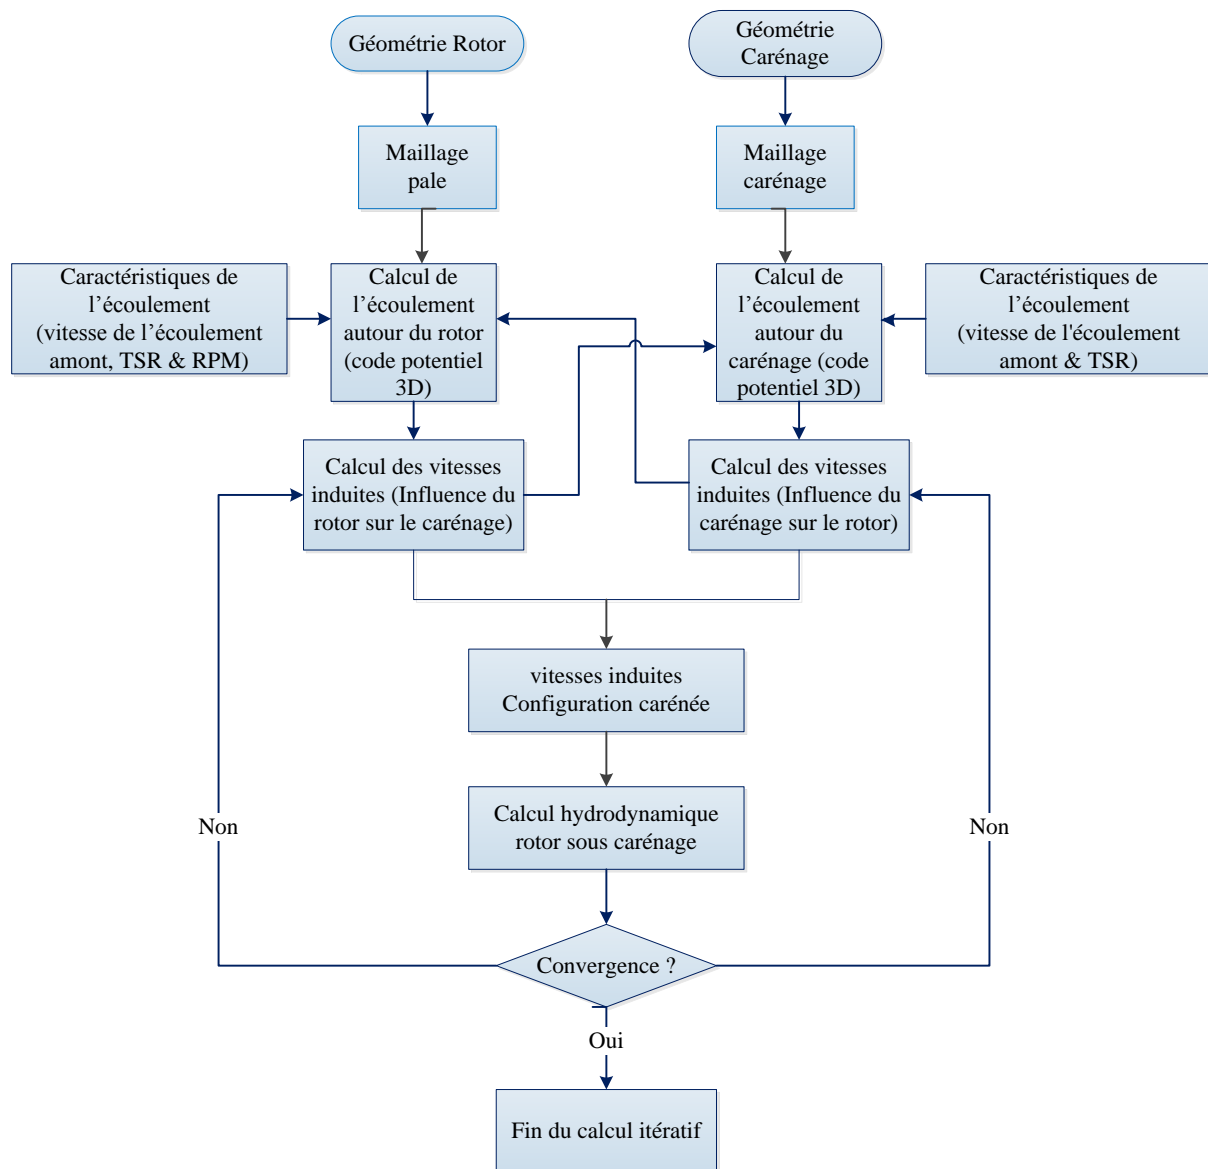 Géométrie Rotor
Géométrie
Carénage
Maillage
pale
Maillage
carénage
Caractéristiques de
l’écoulement
(vitesse de l’écoulement
amont, TSR & RPM)
Calcul de
l’écoulement
autour du rotor
(code potentiel
3D)
Calcul de
l’écoulement
autour du
carénage (code
potentiel 3D)
Caractéristiques de
l’écoulement
(vitesse de l'écoulement
amont & TSR)
Calcul des vitesses
induites (Influence du
rotor sur le carénage)
Calcul des vitesses
induites (Influence du
carénage sur le rotor)
vitesses induites
Configuration carénée
Calcul hydrodynamique
rotor sous carénage
Non
Non
Convergence ?
Oui
Fin du calcul itératif